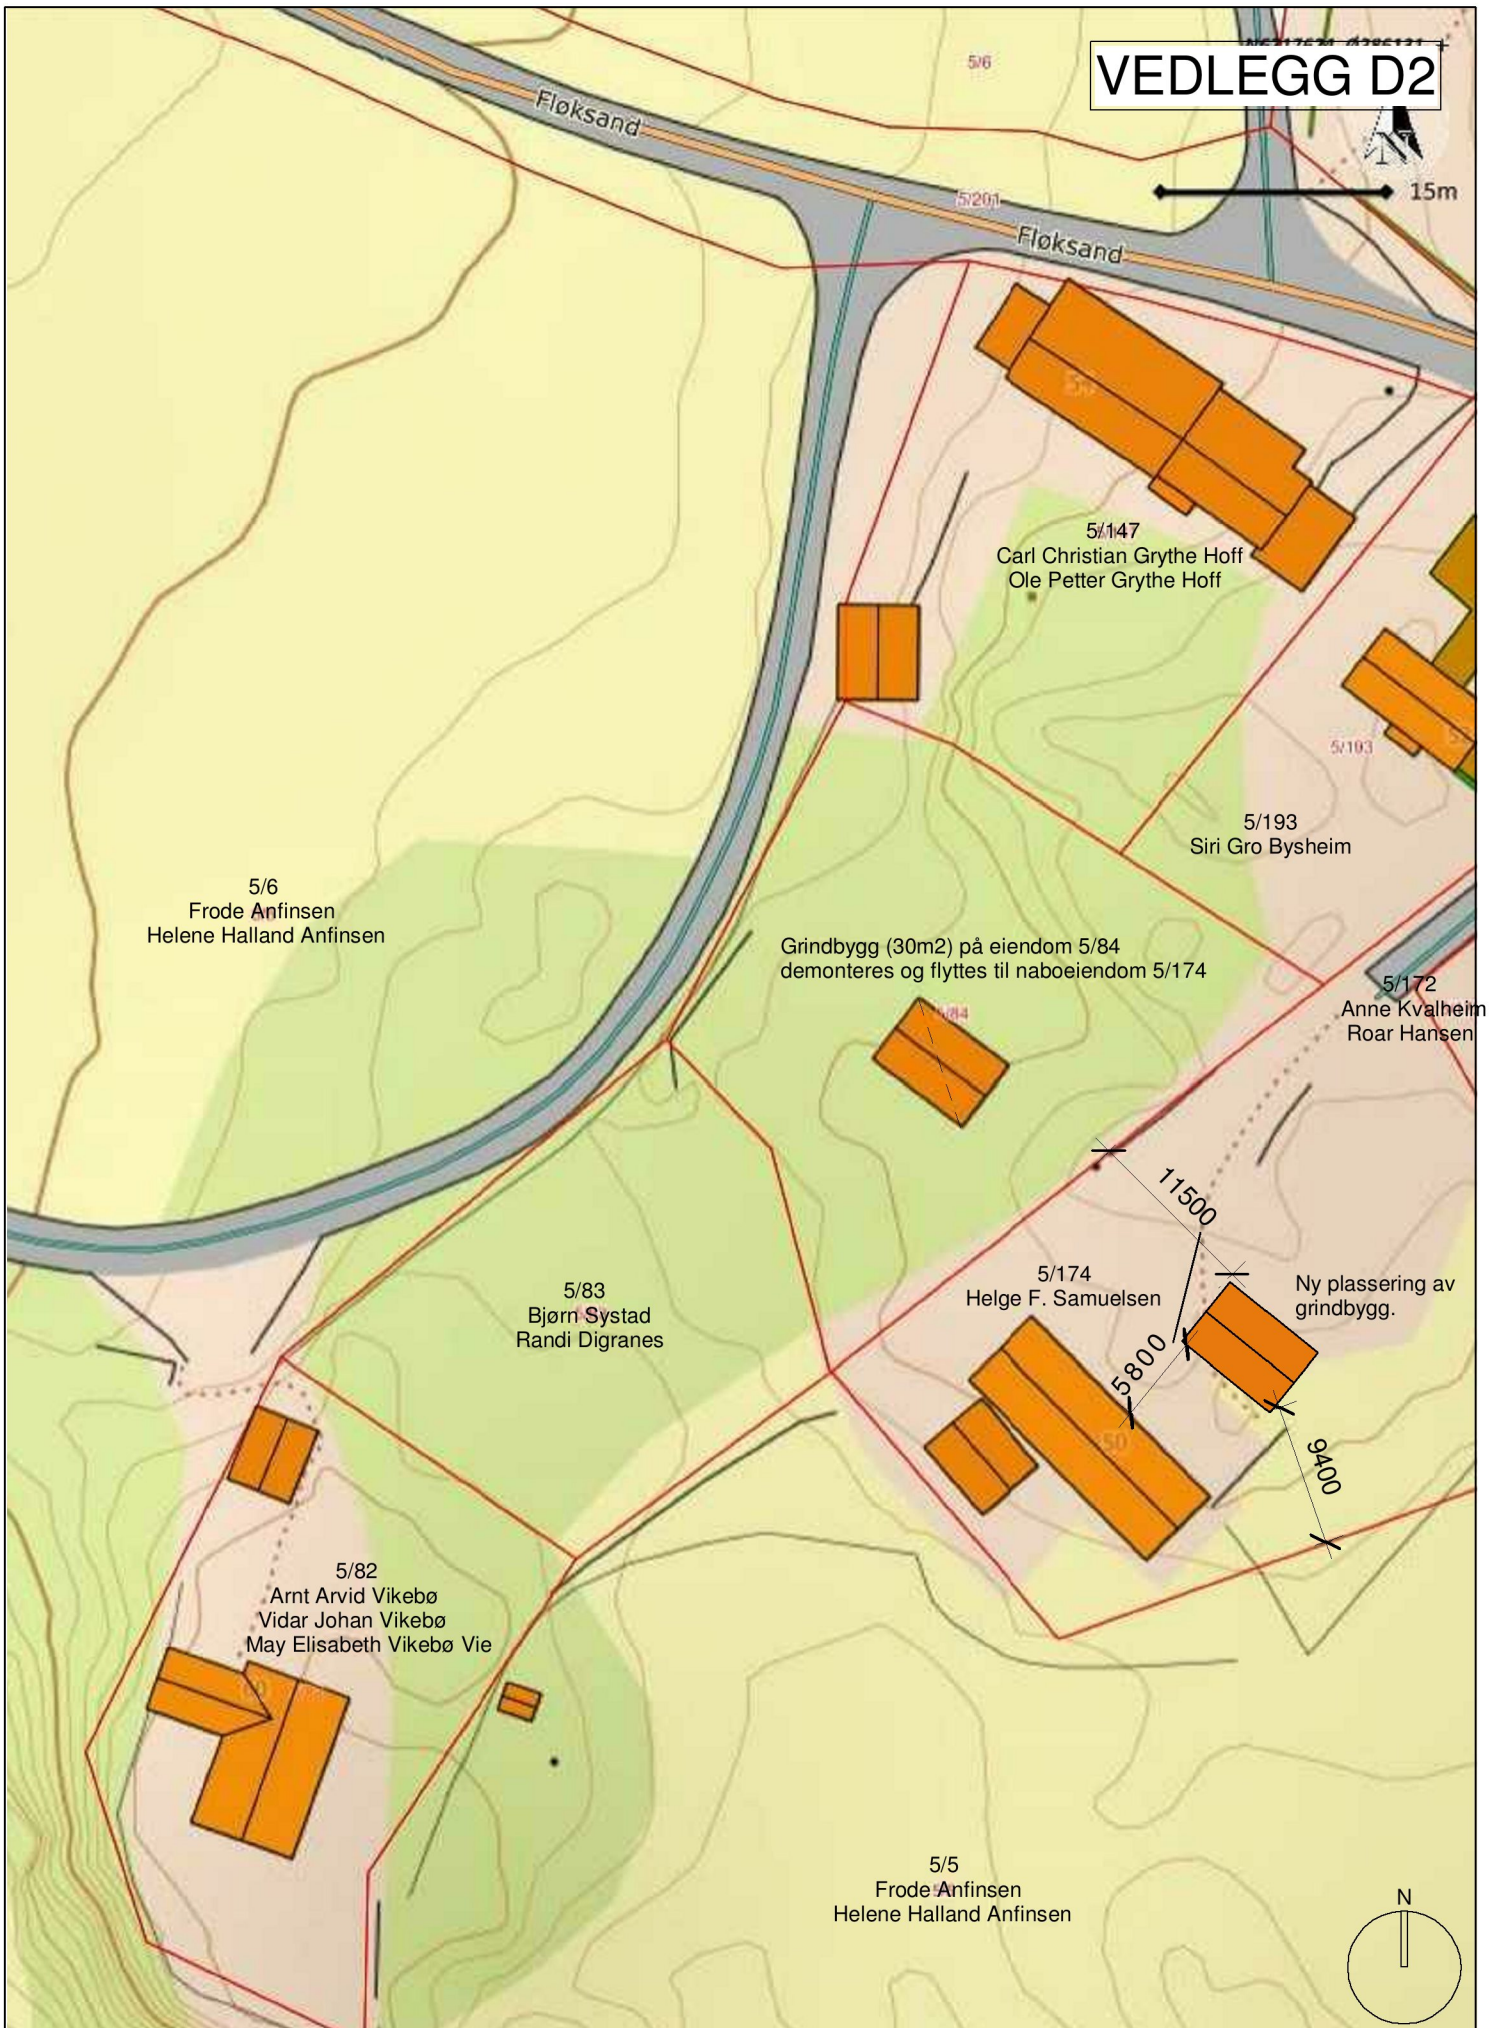 VEDLEGG D2
5/6
N
15m
Fløksand
5/201
Fløksand
54
5/147
Carl Christian Grythe Hoff
Ole Petter Grythe Hoff
5/193
52
5/193
Siri Gro Bysheim
5/6
Frode Anfinsen
Helene Halland Anfinsen
Grindbygg (30m2) på eiendom 5/84
demonteres og flyttes til naboeiendom 5/174
5/84
5/172
Anne Kvalheim
Roar Hansen
11500
5/174
Helge F. Samuelsen
Ny plassering av
grindbygg.
5/83
Bjørn Systad
Randi Digranes
5800
50
9400
5/82
Arnt Arvid Vikebø
Vidar Johan Vikebø
May Elisabeth Vikebø Vie
60
5/5
Frode Anfinsen
Helene Halland Anfinsen
N